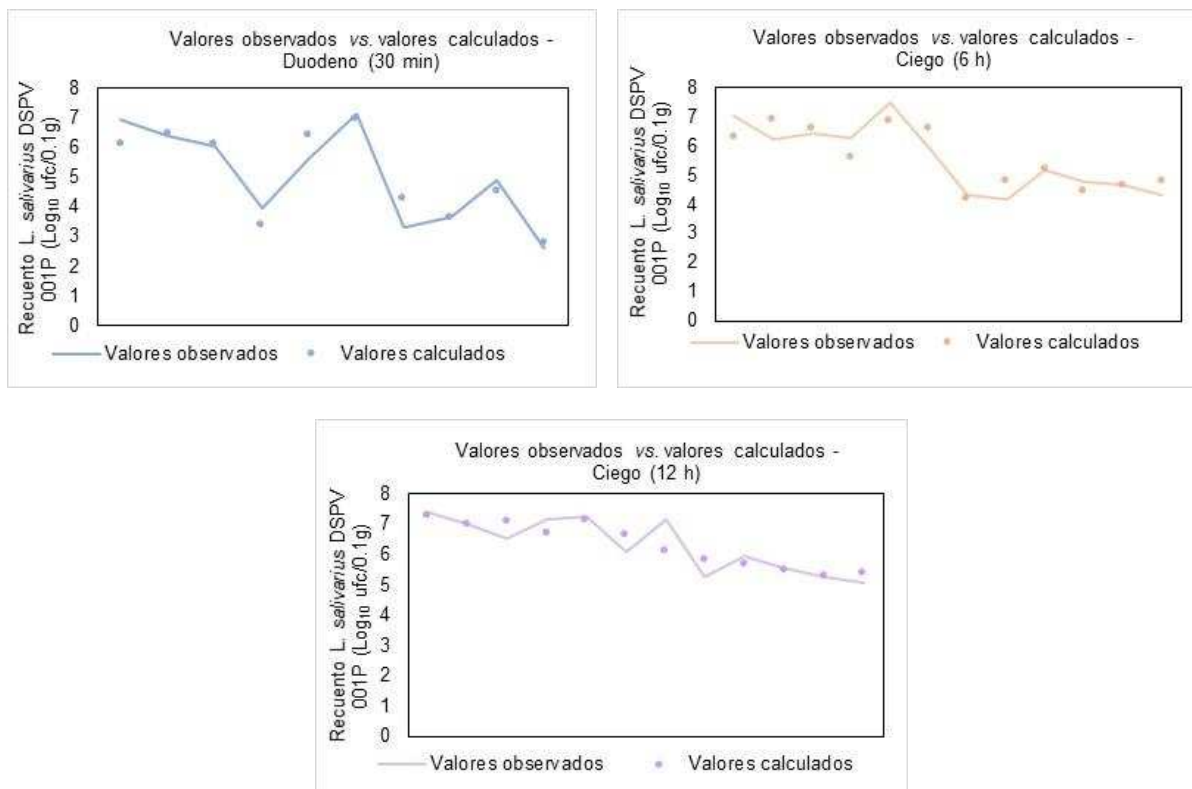 Valores observados vs. valores calculados -
Duodeno (30 min)
Recuento L. salivarius DSPV
001P (Log₁₀ ufc/0.1g)
8
7
6
5
4
3
2
1
0
Valores observados
Valores calculados
Valores observados vs. valores calculados -
Ciego (6 h)
Recuento L. salivarius DSPV
001P (Log₁₀ ufc/0.1g)
8
7
6
5
4
3
2
1
0
Valores observados
Valores calculados
Valores observados vs. valores calculados -
Ciego (12 h)
Recuento L. salivarius DSPV
001P (Log₁₀ ufc/0.1g)
8
7
6
5
4
3
2
1
0
Valores observados
Valores calculados